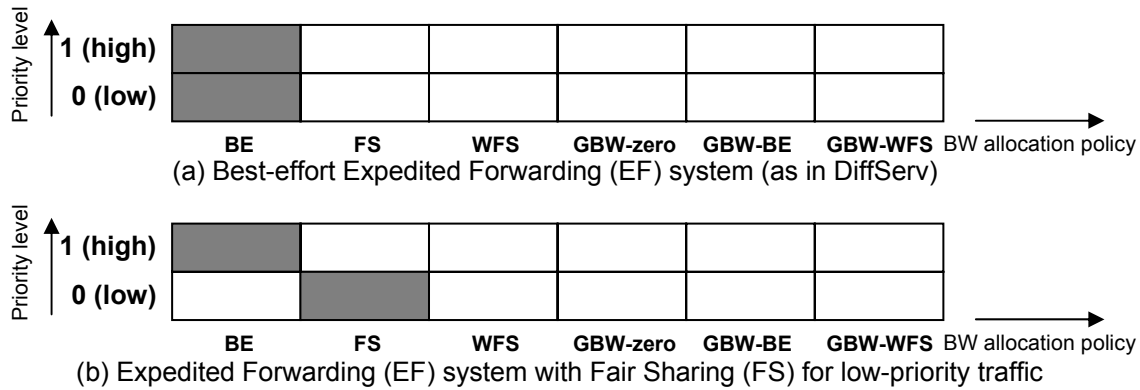 Priority level
1 (high)
0 (low)
BE FS WFS GBW-zero GBW-BE GBW-WFS BW allocation policy
(a) Best-effort Expedited Forwarding (EF) system (as in DiffServ)
Priority level
1 (high)
0 (low)
BE FS WFS GBW-zero GBW-BE GBW-WFS BW allocation policy
(b) Expedited Forwarding (EF) system with Fair Sharing (FS) for low-priority traffic